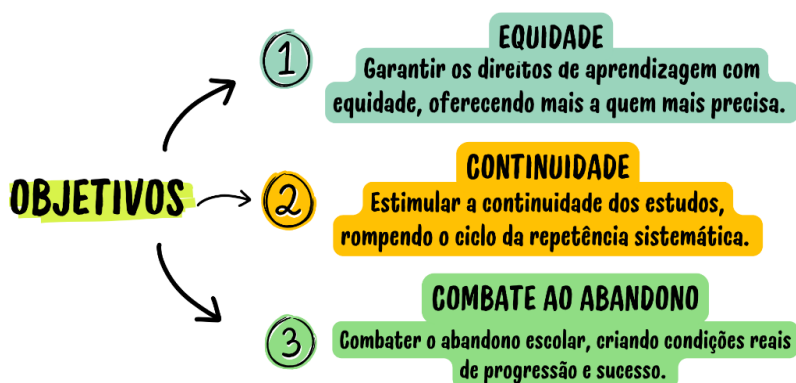 OBJETIVOS
1
EQUIDADE
Garantir os direitos de aprendizagem com
equidade, oferecendo mais a quem mais precisa.
2
CONTINUIDADE
Estimular a continuidade dos estudos,
rompendo o ciclo da repetência sistemática.
3
COMBATE AO ABANDONO
Combater o abandono escolar, criando condições reais
de progressão e sucesso.